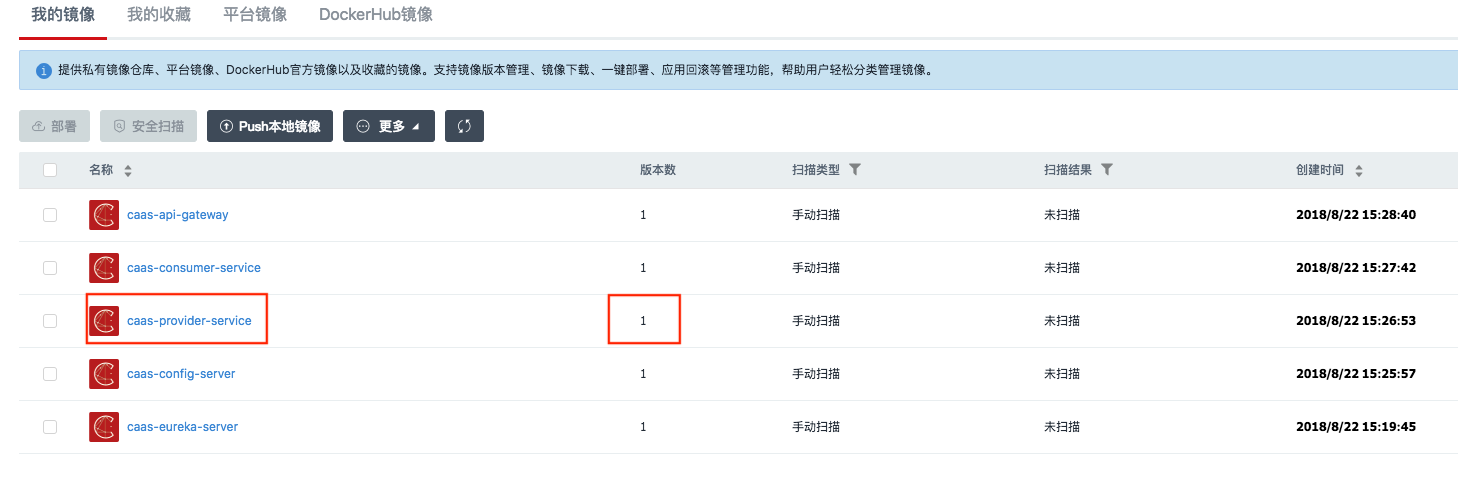 我的镜像 我的收藏 平台镜像 DockerHub镜像
提供私有镜像仓库、平台镜像、DockerHub官方镜像以及收藏的镜像。支持镜像版本管理、镜像下载、一键部署、应用回滚等管理功能，帮助用户轻松分类管理镜像。
部署 安全扫描 Push本地镜像 更多
名称 版本数 扫描类型 扫描结果 创建时间
caas-api-gateway 1 手动扫描 未扫描 2018/8/22 15:28:40
caas-consumer-service 1 手动扫描 未扫描 2018/8/22 15:27:42
caas-provider-service 1 手动扫描 未扫描 2018/8/22 15:26:53
caas-config-server 1 手动扫描 未扫描 2018/8/22 15:25:57
caas-eureka-server 1 手动扫描 未扫描 2018/8/22 15:19:45